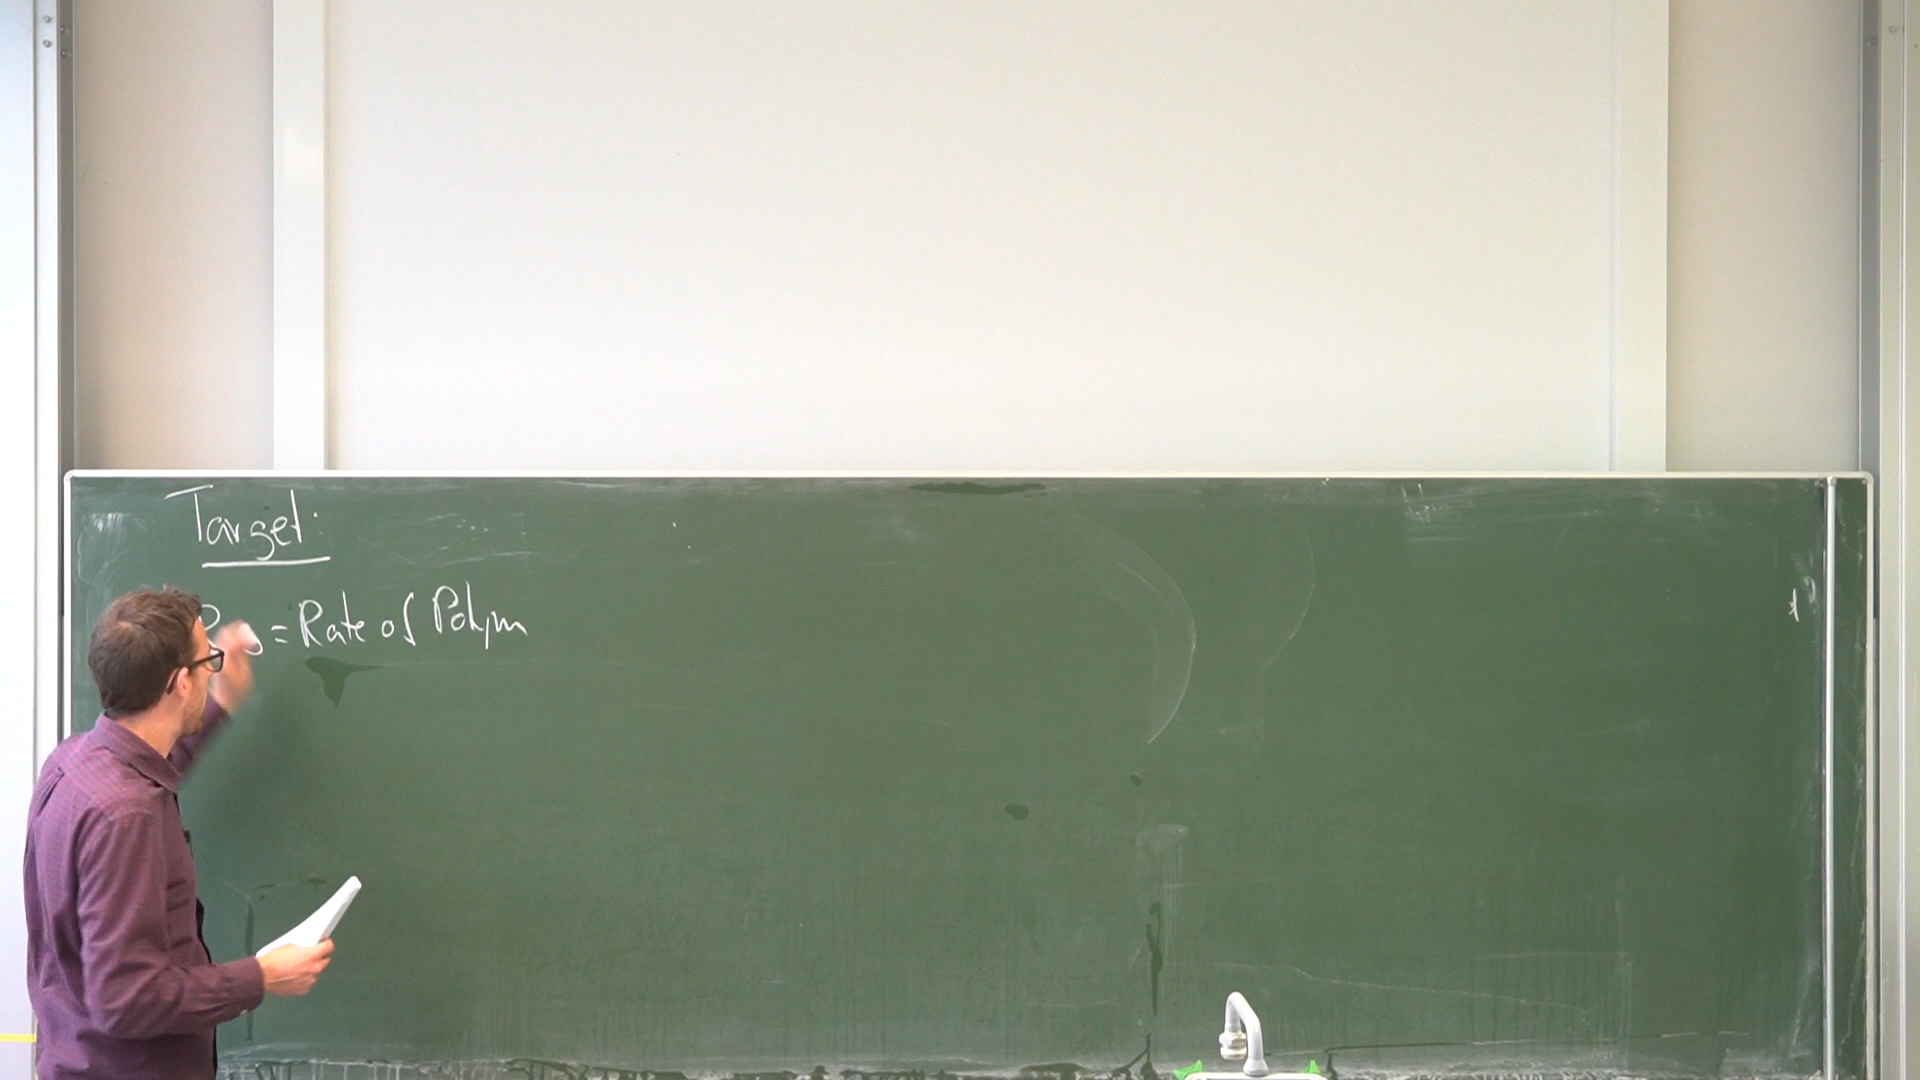 Target:
= Rate of Polym